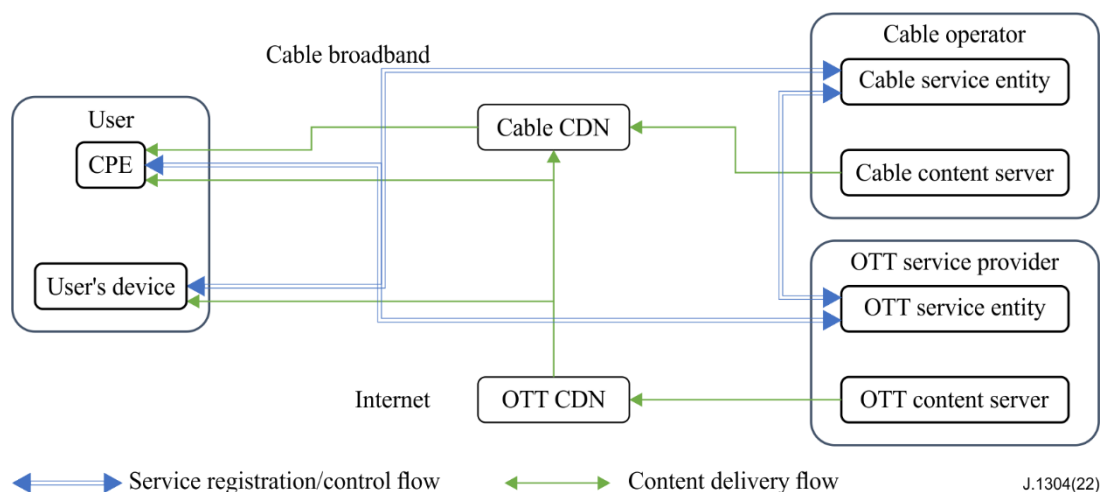 Cable operator
Cable broadband
Cable service entity
User
Cable CDN
CPE
Cable content server
OTT service provider
User's device
OTT service entity
Internet
OTT CDN
OTT content server
Service registration/control flow
Content delivery flow
J.1304(22)